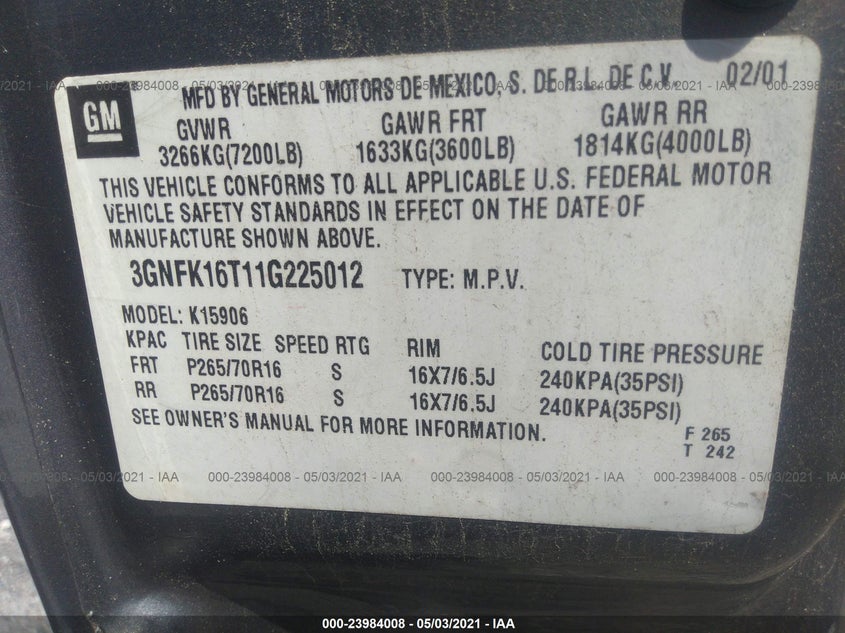 GM
MFD BY GENERAL MOTORS DE MEXICO, S. DE R.L. DE C.V. 02/01
GVWR GAWR FRT GAWR RR
3266KG(7200LB) 1633KG(3600LB) 1814KG(4000LB)
THIS VEHICLE CONFORMS TO ALL APPLICABLE U.S. FEDERAL MOTOR
VEHICLE SAFETY STANDARDS IN EFFECT ON THE DATE OF
MANUFACTURE SHOWN ABOVE.
3GNFK16T11G225012 TYPE: M.P.V.
MODEL: K15906
KPAC TIRE SIZE SPEED RTG RIM COLD TIRE PRESSURE
FRT P265/70R16 S 16X7/6.5J 240KPA(35PSI)
RR P265/70R16 S 16X7/6.5J 240KPA(35PSI)
SEE OWNER'S MANUAL FOR MORE INFORMATION.
F 265
T 242
000-23984008 - 05/03/2021 - IAA